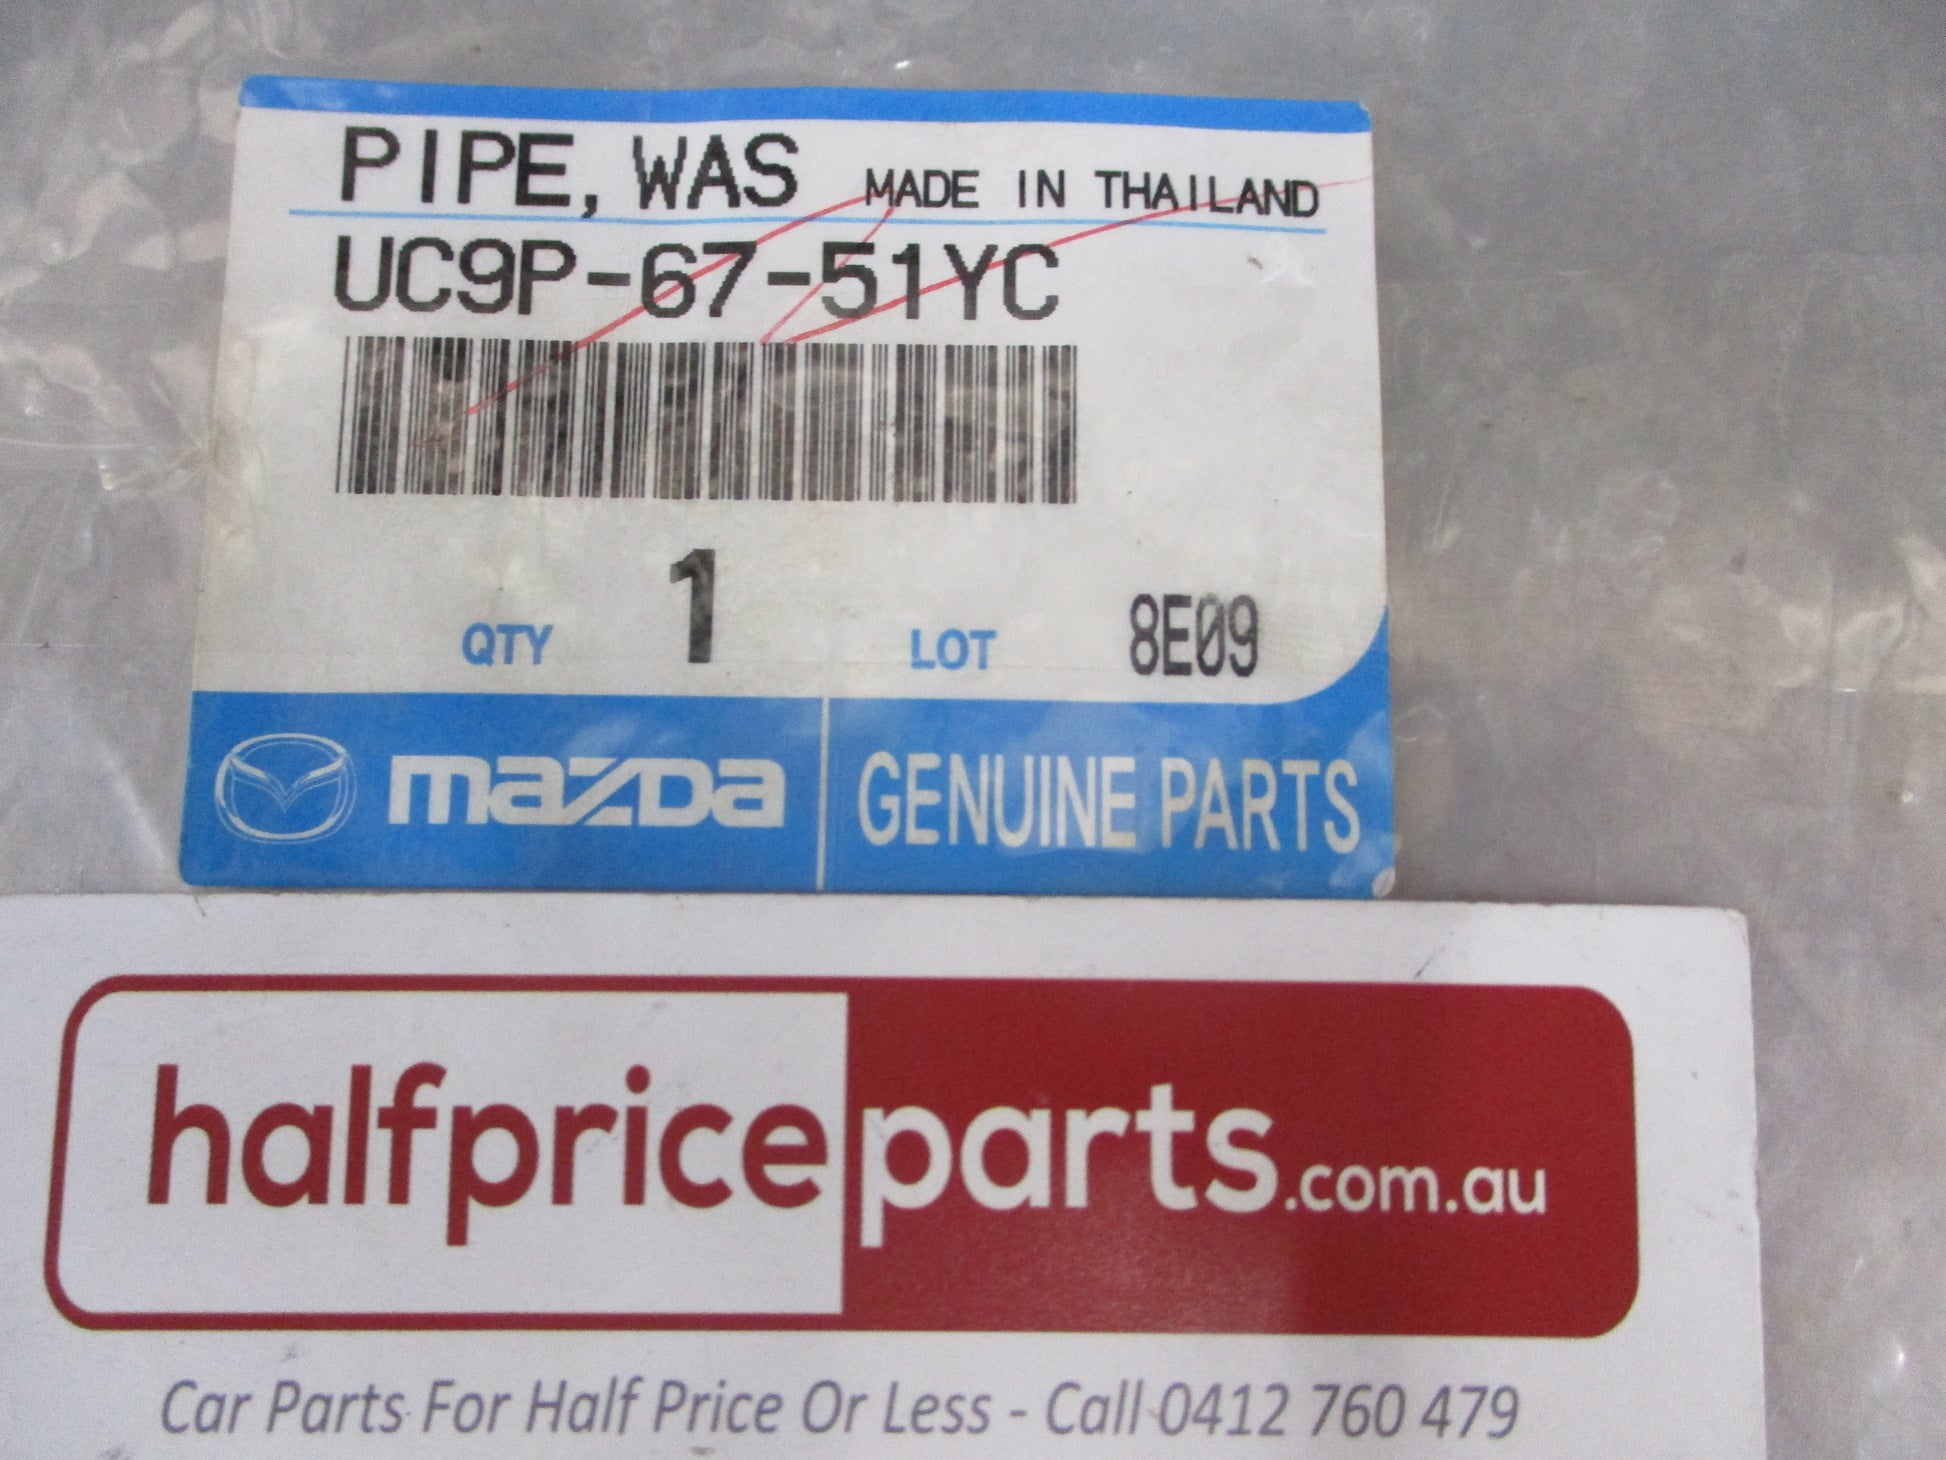 PIPE, WAS MADE IN THAILAND
UC9P-67-51YC
QTY 1 LOT 8E09
mazda GENUINE PARTS
halfpriceparts.com.au
Car Parts For Half Price Or Less - Call 0412 760 479